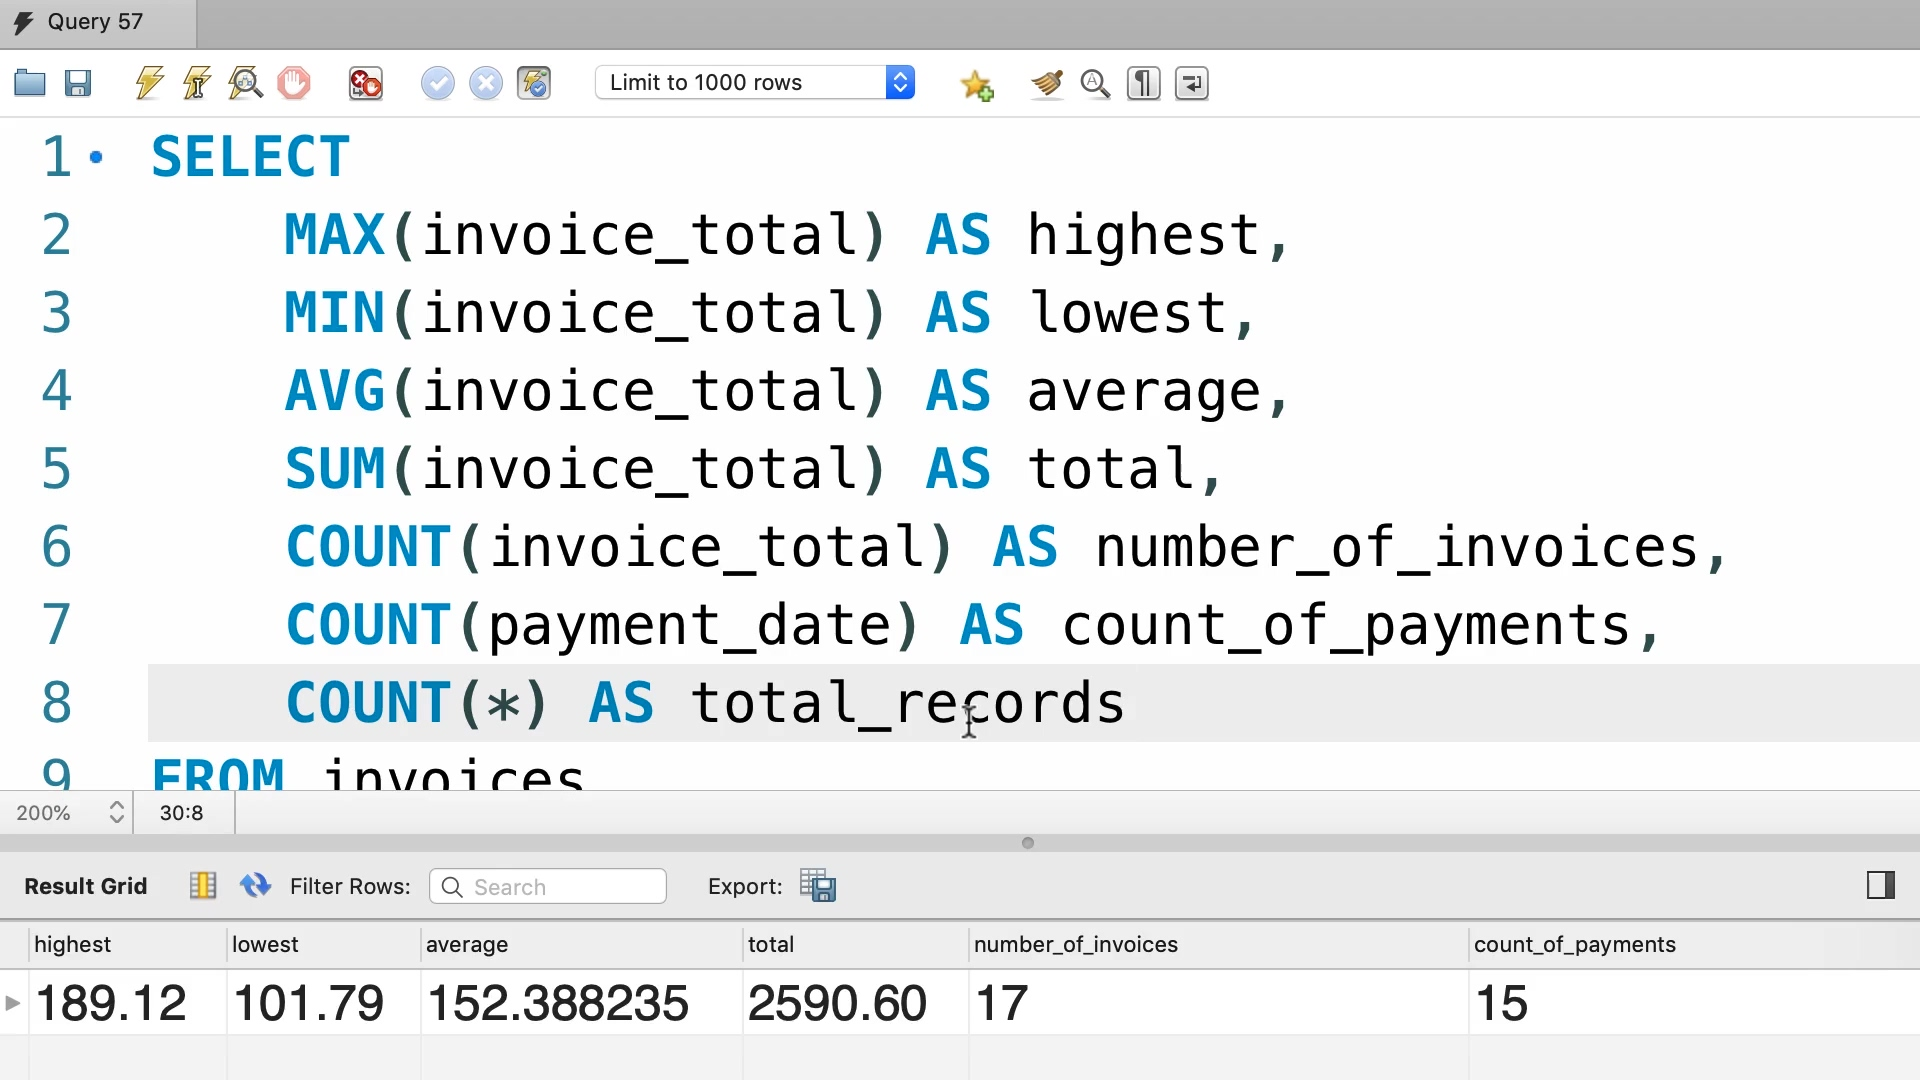 Query 57
Limit to 1000 rows
1 SELECT
2 MAX(invoice_total) AS highest,
3 MIN(invoice_total) AS lowest,
4 AVG(invoice_total) AS average,
5 SUM(invoice_total) AS total,
6 COUNT(invoice_total) AS number_of_invoices,
7 COUNT(payment_date) AS count_of_payments,
8 COUNT(*) AS total_records
9 FROM invoices
200% 30:8
Result Grid Filter Rows: Search Export:
highest lowest average total number_of_invoices count_of_payments
189.12 101.79 152.388235 2590.60 17 15